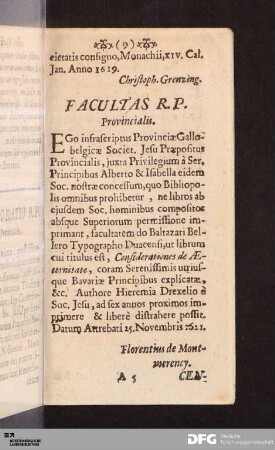 (9)
cietatis consigno, Monachii, XIV. Cal.
Jan. Anno 1619.
Christoph. Grenzing.
FACULTAS R.P.
Provincialis.
EGo infrascriptus Provinciæ Gallo-
belgicæ Societ. Jesu Præpositus
Provincialis, juxta Privilegium à Ser.
Principibus Alberto & Isabella eidem
Soc. nostræ concessum, quo Bibliopo-
lis omnibus prohibetur, ne libros ab
ejusdem Soc. hominibus compositos
absque Superiorum permissione im-
primant, facultatem do Baltazari Bel-
lero Typographo Duacensi, ut librum
cui titulus est, Considerationes de Æ-
ternitate, coram Serenissimis utrius-
que Bavariæ Principibus explicatæ,
&c. Authore Hieremia Drexelio è
Soc. Jesu, ad sex annos proximos im-
primere & liberè distrahere possit.
Datum Atrebati 25. Novembris 1621.
Florentius de Mont-
merency.
A 5 CEN-
DFG Deutsche
Forschungsgemeinschaft